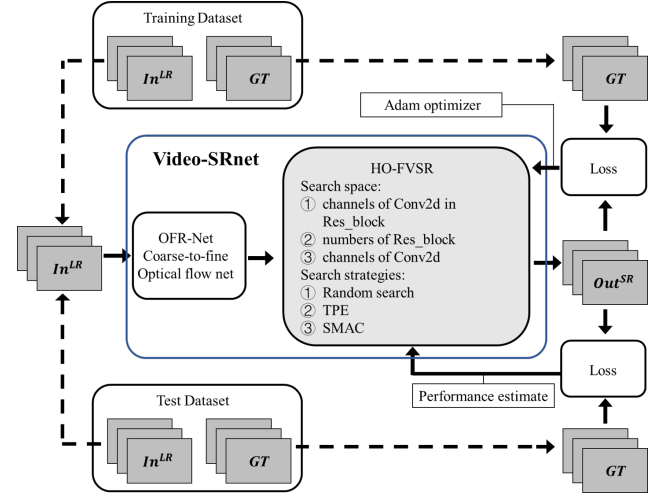 Training Dataset
In^LR
GT
GT
Adam optimizer
Video-SRnet
HO-FVSR
Search space:
① channels of Conv2d in
Res_block
② numbers of Res_block
③ channels of Conv2d
Search strategies:
① Random search
② TPE
③ SMAC
Loss
OFR-Net
Coarse-to-fine
Optical flow net
In^LR
Out^SR
Loss
Performance estimate
Test Dataset
In^LR
GT
GT